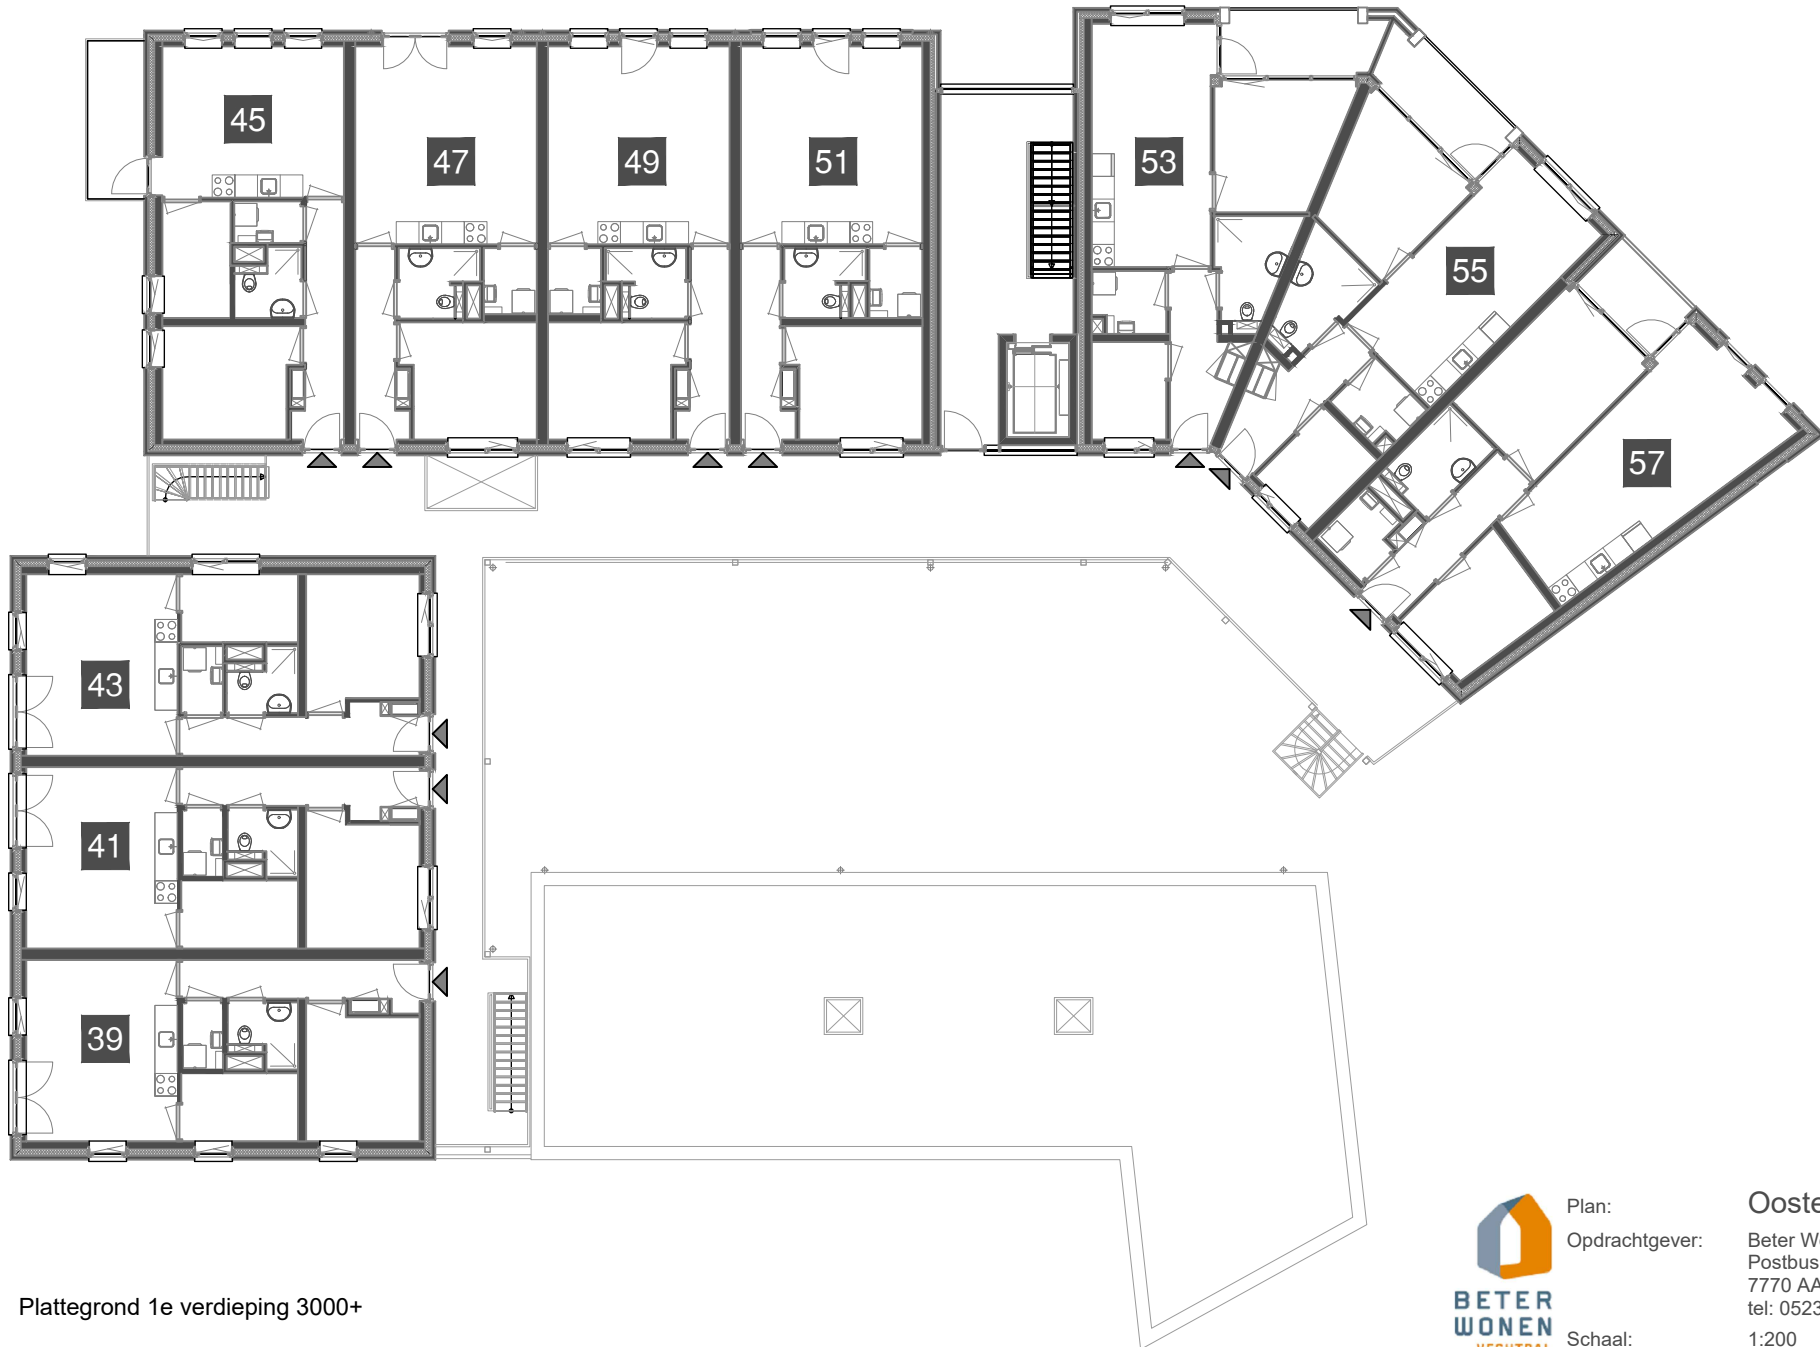 45
47
49
51
53
55
57
43
41
39
Plattegrond 1e verdieping 3000+
BETER
WONEN
Plan:
Opdrachtgever: Beter
Postbus
7770 AA
tel: 0523
Schaal: 1:200